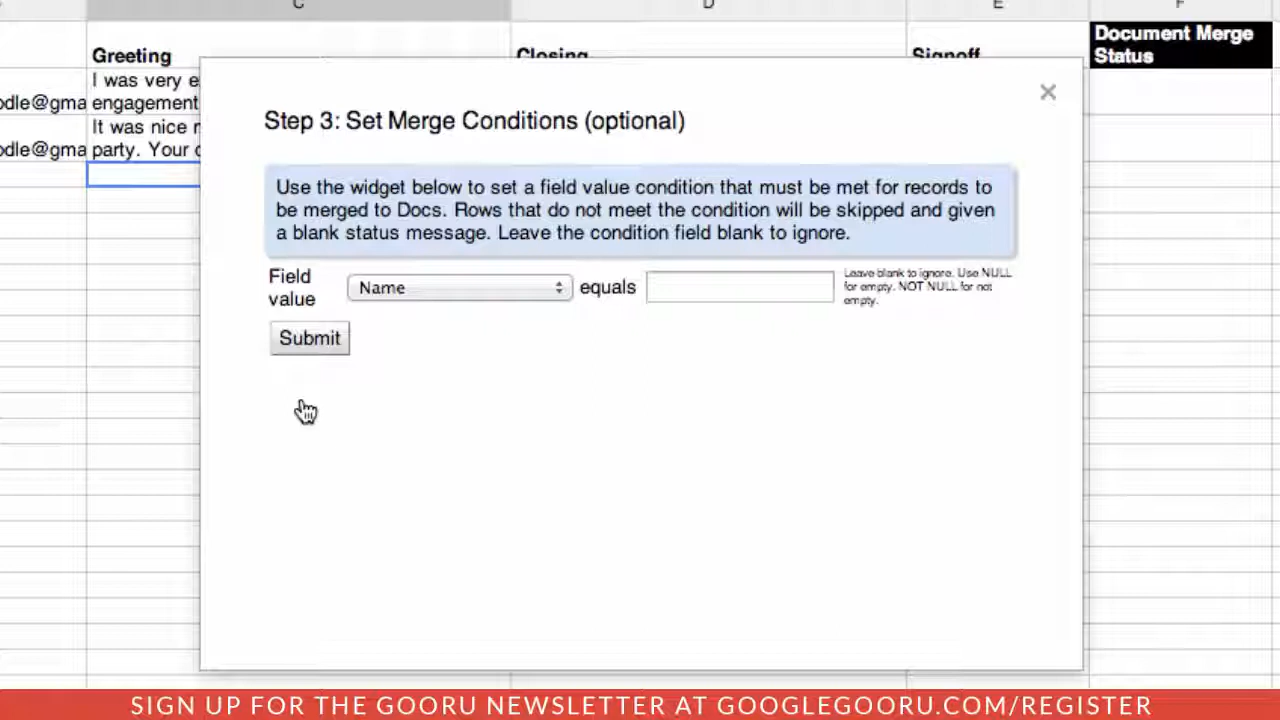 C D E F
Greeting Closing Signoff Document Merge
Status
I was very e
odle@gma engagement
It was nice
odle@gma party. Your
Step 3: Set Merge Conditions (optional)
Use the widget below to set a field value condition that must be met for records to
be merged to Docs. Rows that do not meet the condition will be skipped and given
a blank status message. Leave the condition field blank to ignore.
Field
value
Name
equals
Leave blank to ignore. Use NULL
for empty. NOT NULL for not
empty.
Submit
SIGN UP FOR THE GOORU NEWSLETTER AT GOOGLEGOORU.COM/REGISTER